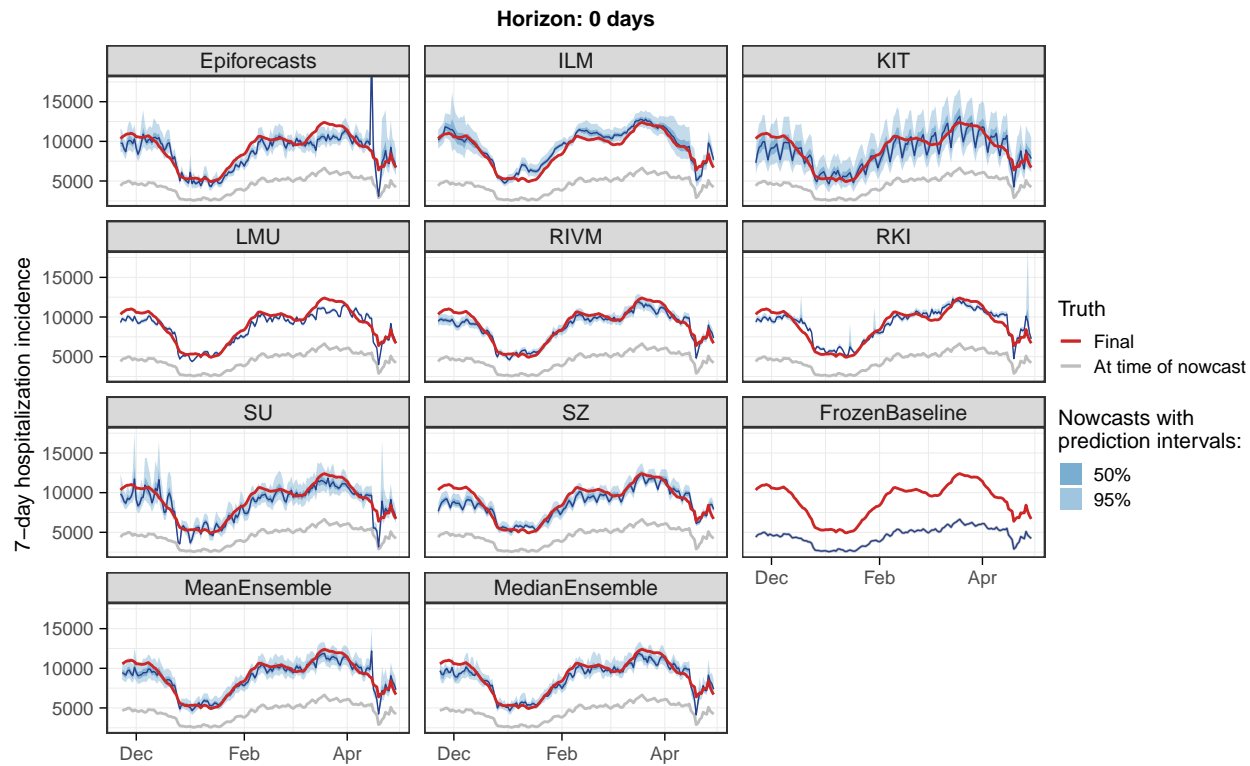 Horizon: 0 days
Epiforecasts
ILM
KIT
15000
10000
5000
LMU
RIVM
RKI
15000
10000
5000
SU
SZ
FrozenBaseline
15000
10000
5000
Dec
Feb
Apr
MeanEnsemble
MedianEnsemble
15000
10000
5000
Dec
Feb
Apr
Dec
Feb
Apr
7−day hospitalization incidence
Truth
Final
At time of nowcast
Nowcasts with
prediction intervals:
50%
95%